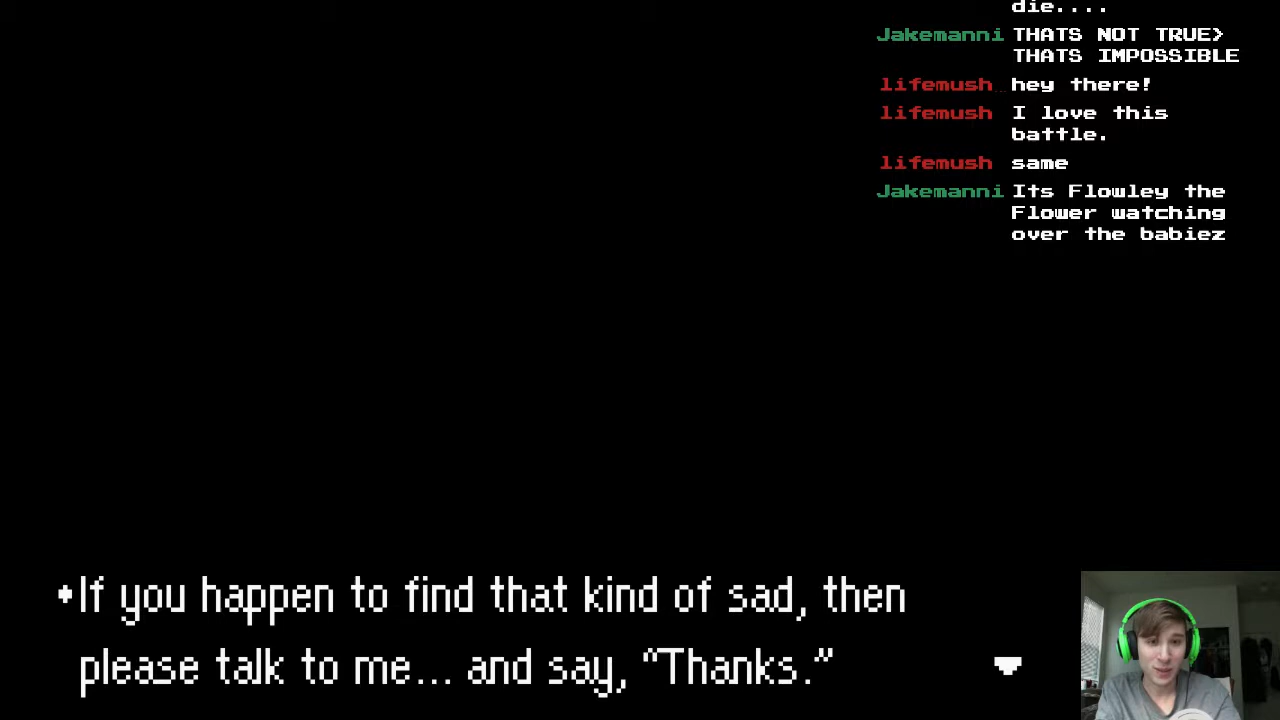 die....
Jakemanni THATS NOT TRUE>
THATS IMPOSSIBLE
lifemush hey there!
lifemush I love this
battle.
lifemush same
Jakemanni Its Flowley the
Flower watching
over the babiez
•If you happen to find that kind of sad, then
please talk to me... and say, “Thanks.”